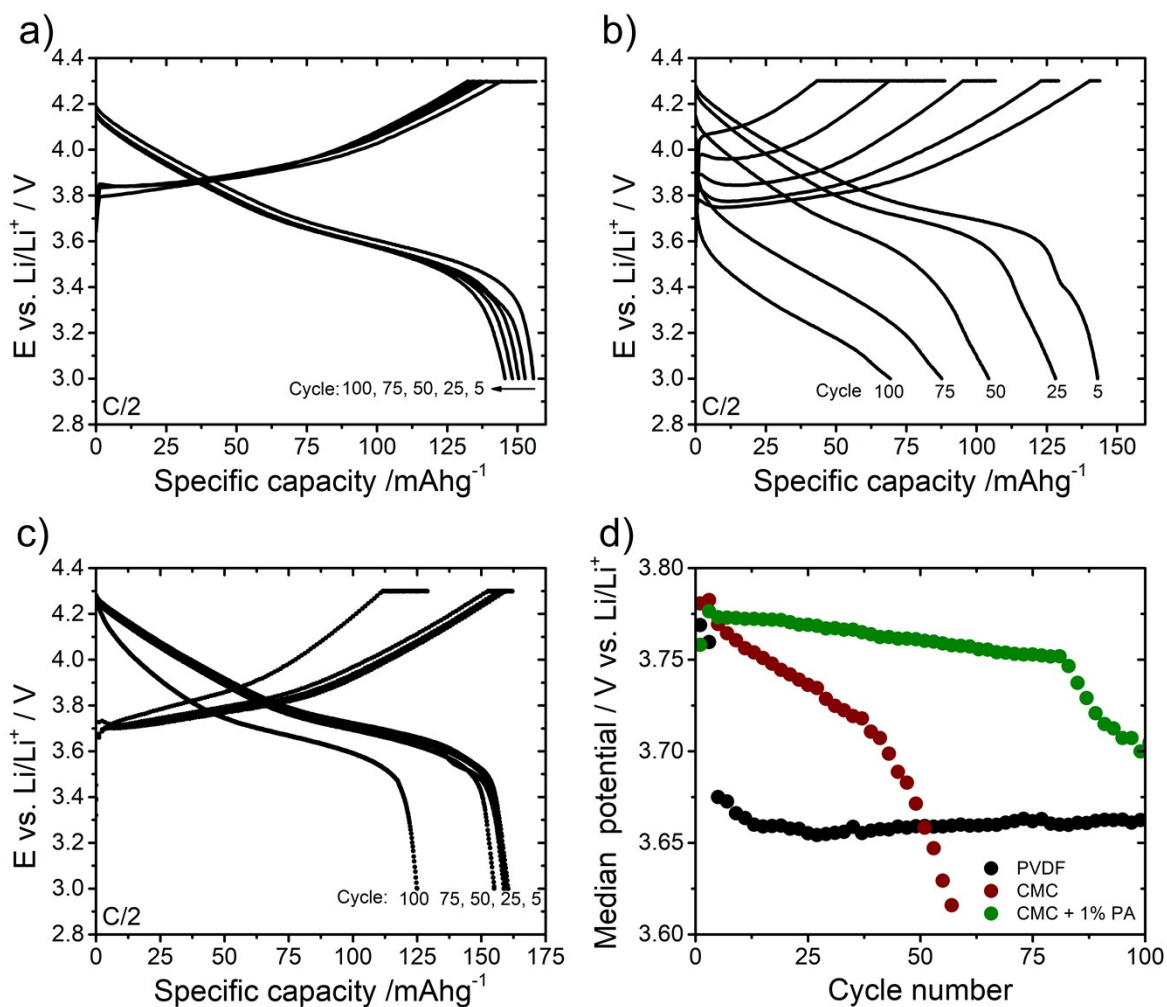 a)
4.4
4.2
4.0
3.8
3.6
3.4
3.2
3.0
2.8
E vs. Li/Li⁺ / V
Cycle: 100, 75, 50, 25, 5
C/2
0 25 50 75 100 125 150
Specific capacity /mAhg⁻¹
b)
4.4
4.2
4.0
3.8
3.6
3.4
3.2
3.0
2.8
E vs. Li/Li⁺ / V
Cycle 100 75 50 25 5
C/2
0 25 50 75 100 125 150
Specific capacity /mAhg⁻¹
c)
4.4
4.2
4.0
3.8
3.6
3.4
3.2
3.0
2.8
E vs. Li/Li⁺ / V
Cycle: 100 75, 50, 25, 5
C/2
0 25 50 75 100 125 150 175
Specific capacity /mAhg⁻¹
d)
3.80
3.75
3.70
3.65
3.60
Median potential / V vs. Li/Li⁺
PVDF
CMC
CMC + 1% PA
0 25 50 75 100
Cycle number